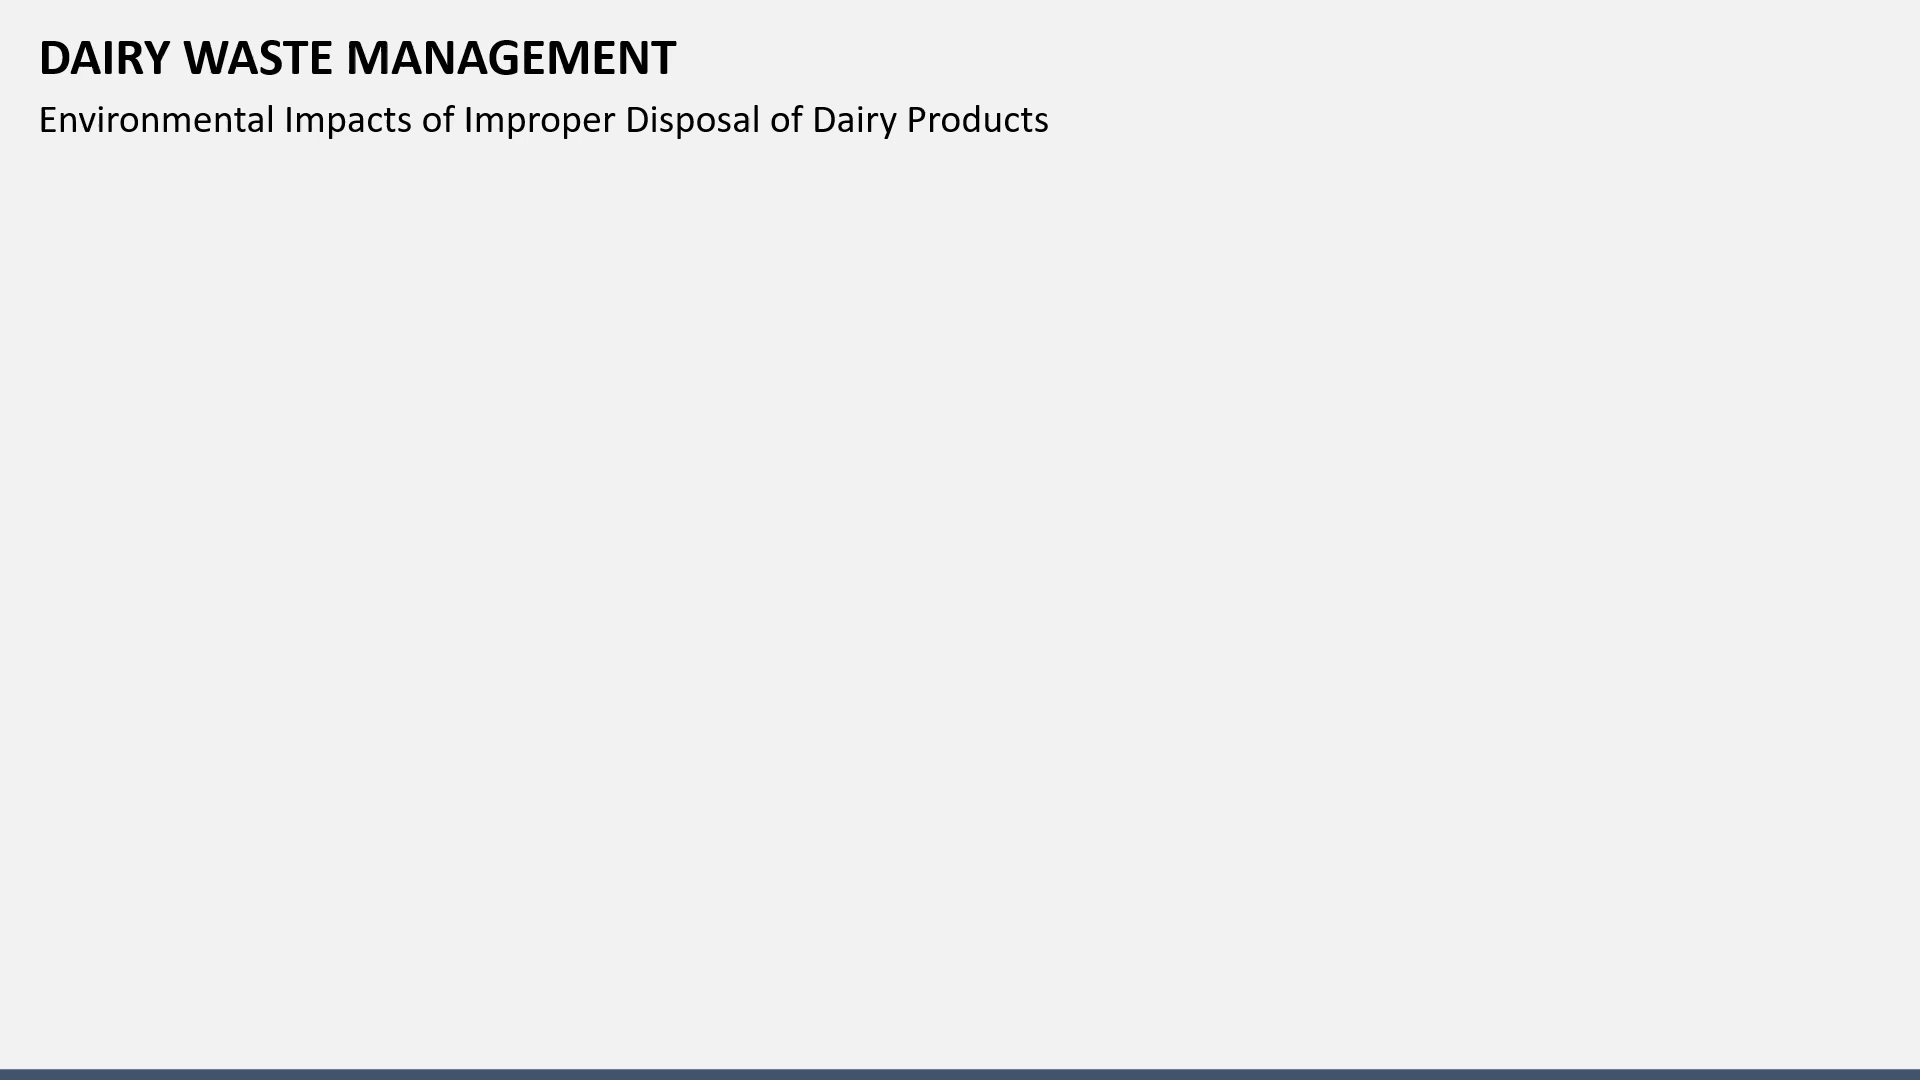 DAIRY WASTE MANAGEMENT
Environmental Impacts of Improper Disposal of Dairy Products